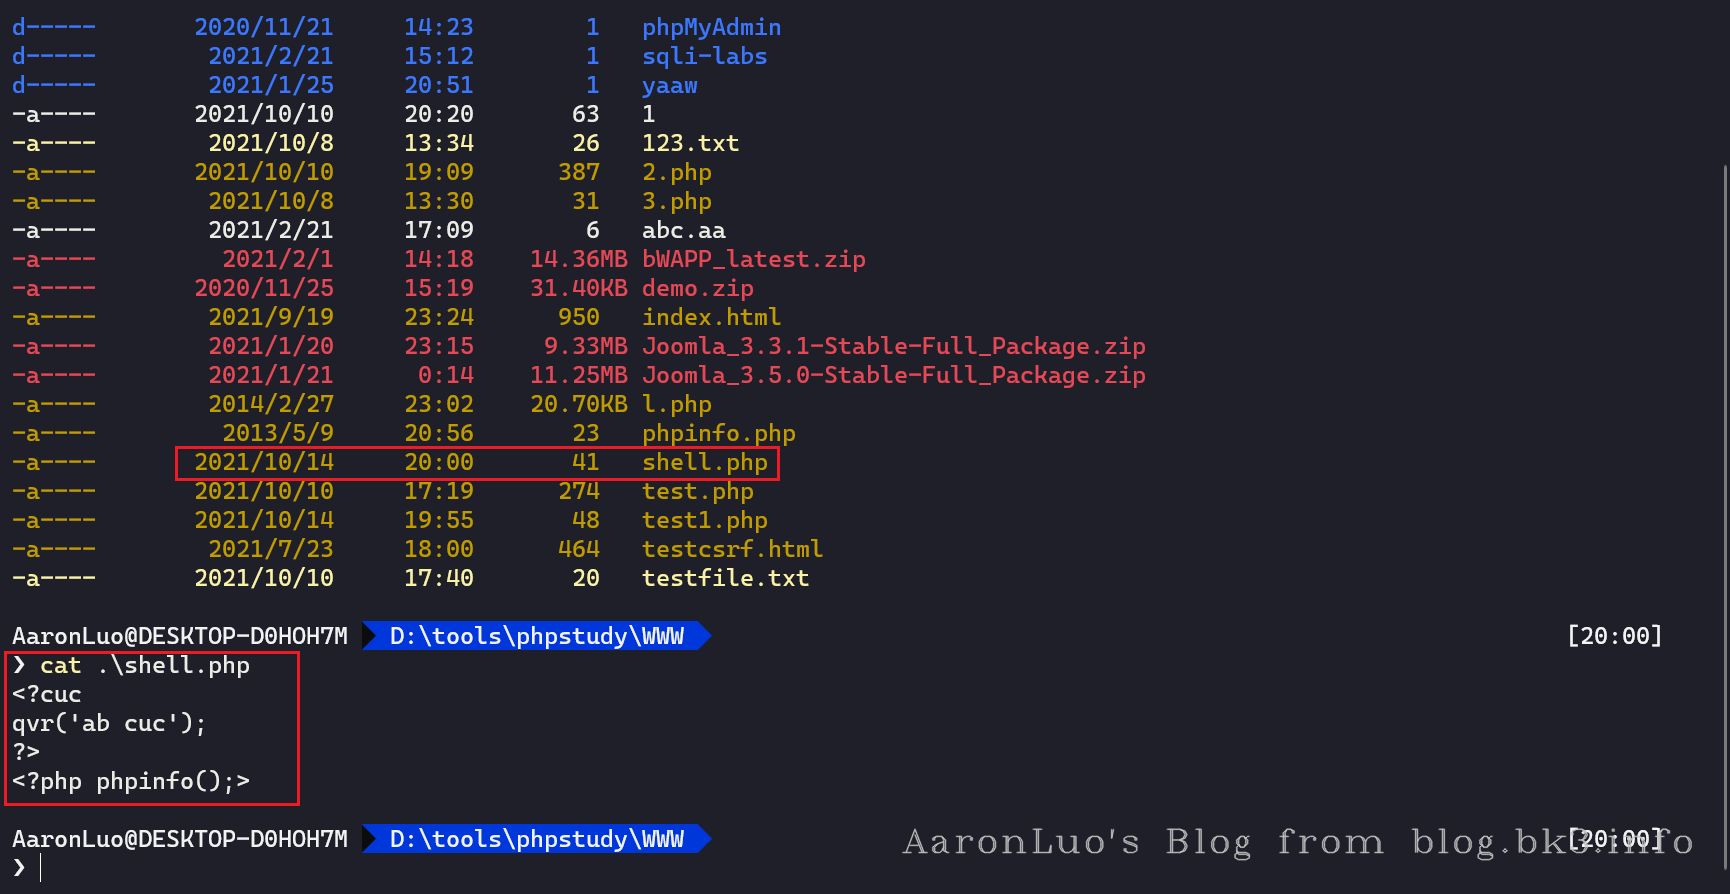 d----- 2020/11/21 14:23 1 phpMyAdmin
d----- 2021/2/21 15:12 1 sqli-labs
d----- 2021/1/25 20:51 1 yaaw
-a---- 2021/10/10 20:20 63 1
-a---- 2021/10/8 13:34 26 123.txt
-a---- 2021/10/10 19:09 387 2.php
-a---- 2021/10/8 13:30 31 3.php
-a---- 2021/2/21 17:09 6 abc.aa
-a---- 2021/2/1 14:18 14.36MB bWAPP_latest.zip
-a---- 2020/11/25 15:19 31.40KB demo.zip
-a---- 2021/9/19 23:24 950 index.html
-a---- 2021/1/20 23:15 9.33MB Joomla_3.3.1-Stable-Full_Package.zip
-a---- 2021/1/21 0:14 11.25MB Joomla_3.5.0-Stable-Full_Package.zip
-a---- 2014/2/27 23:02 20.70KB l.php
-a---- 2013/5/9 20:56 23 phpinfo.php
-a---- 2021/10/14 20:00 41 shell.php
-a---- 2021/10/10 17:19 274 test.php
-a---- 2021/10/14 19:55 48 test1.php
-a---- 2021/7/23 18:00 464 testcsrf.html
-a---- 2021/10/10 17:40 20 testfile.txt
AaronLuo@DESKTOP-D0HOH7M D:\tools\phpstudy\WWW [20:00]
❯ cat .\shell.php
<?cuc
qvr('ab cuc');
?>
<?php phpinfo();>
AaronLuo@DESKTOP-D0HOH7M D:\tools\phpstudy\WWW [20:00]
AaronLuo's Blog from
❯